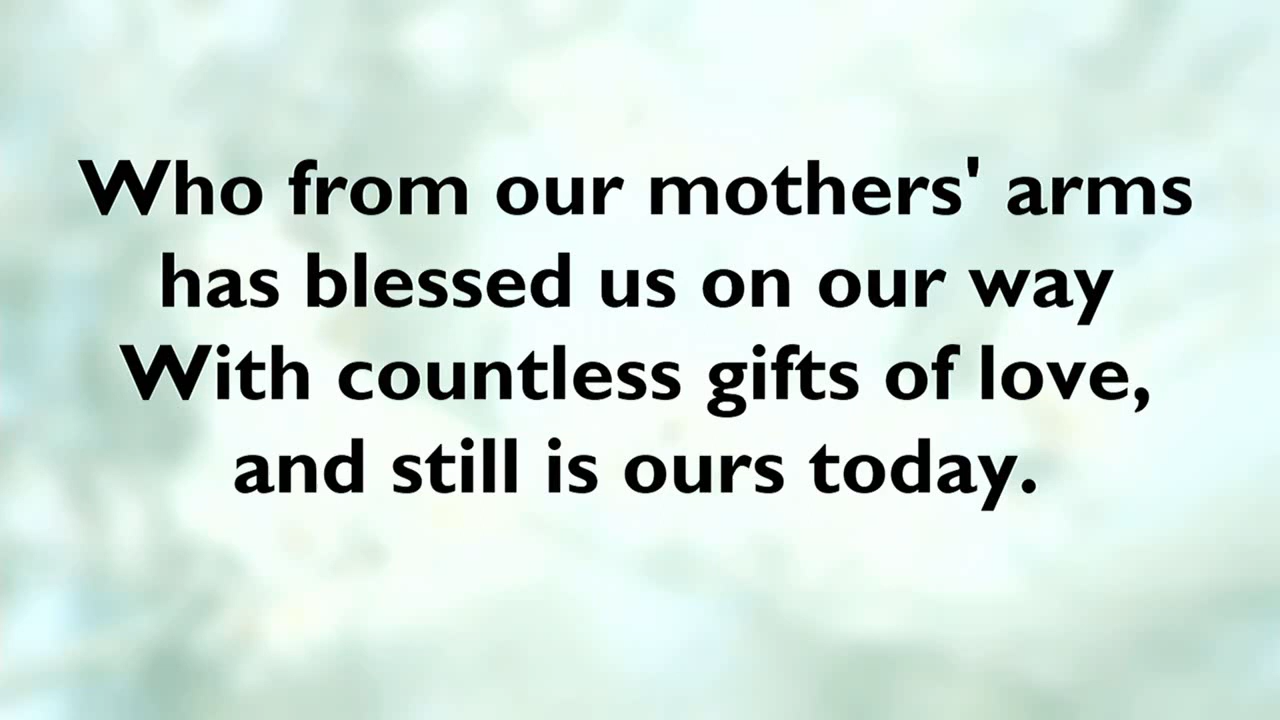 Who from our mothers' arms
has blessed us on our way
With countless gifts of love,
and still is ours today.